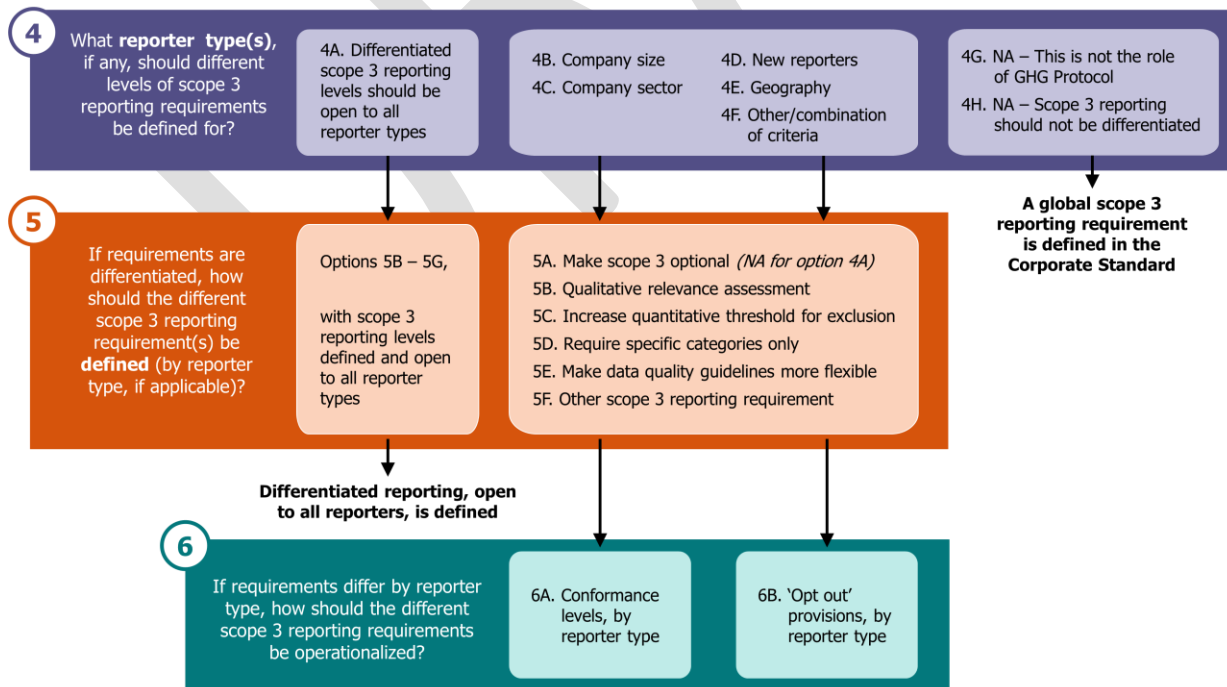 4
What reporter type(s),
if any, should different
levels of scope 3
reporting requirements
be defined for?
4A. Differentiated
scope 3 reporting
levels should be
open to all
reporter types
4B. Company size
4C. Company sector
4D. New reporters
4E. Geography
4F. Other/combination
of criteria
4G. NA – This is not the role
of GHG Protocol
4H. NA – Scope 3 reporting
should not be differentiated
A global scope 3
reporting requirement
is defined in the
Corporate Standard
5
If requirements are
differentiated, how
should the different
scope 3 reporting
requirement(s) be
defined (by reporter
type, if applicable)?
Options 5B – 5G,
with scope 3
reporting levels
defined and open
to all reporter
types
5A. Make scope 3 optional (NA for option 4A)
5B. Qualitative relevance assessment
5C. Increase quantitative threshold for exclusion
5D. Require specific categories only
5E. Make data quality guidelines more flexible
5F. Other scope 3 reporting requirement
Differentiated reporting, open
to all reporters, is defined
6
If requirements differ by reporter
type, how should the different
scope 3 reporting requirements
be operationalized?
6A. Conformance
levels, by
reporter type
6B. ‘Opt out’
provisions, by
reporter type